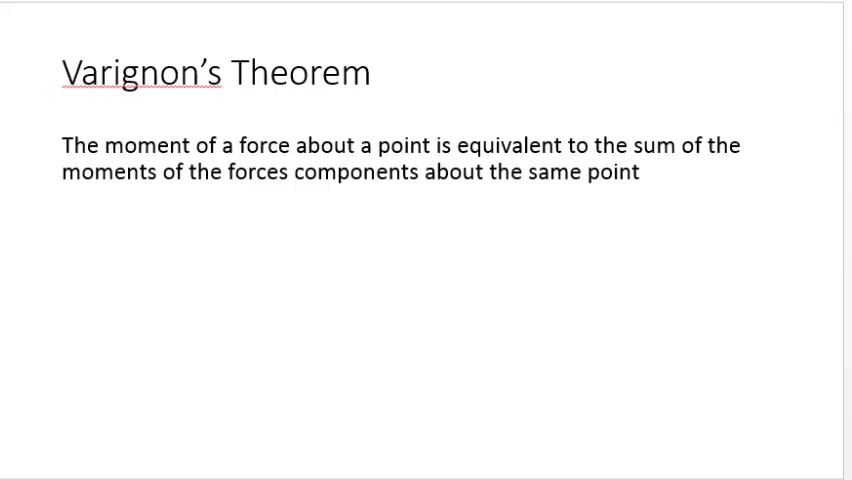 Varignon’s Theorem
The moment of a force about a point is equivalent to the sum of the
moments of the forces components about the same point